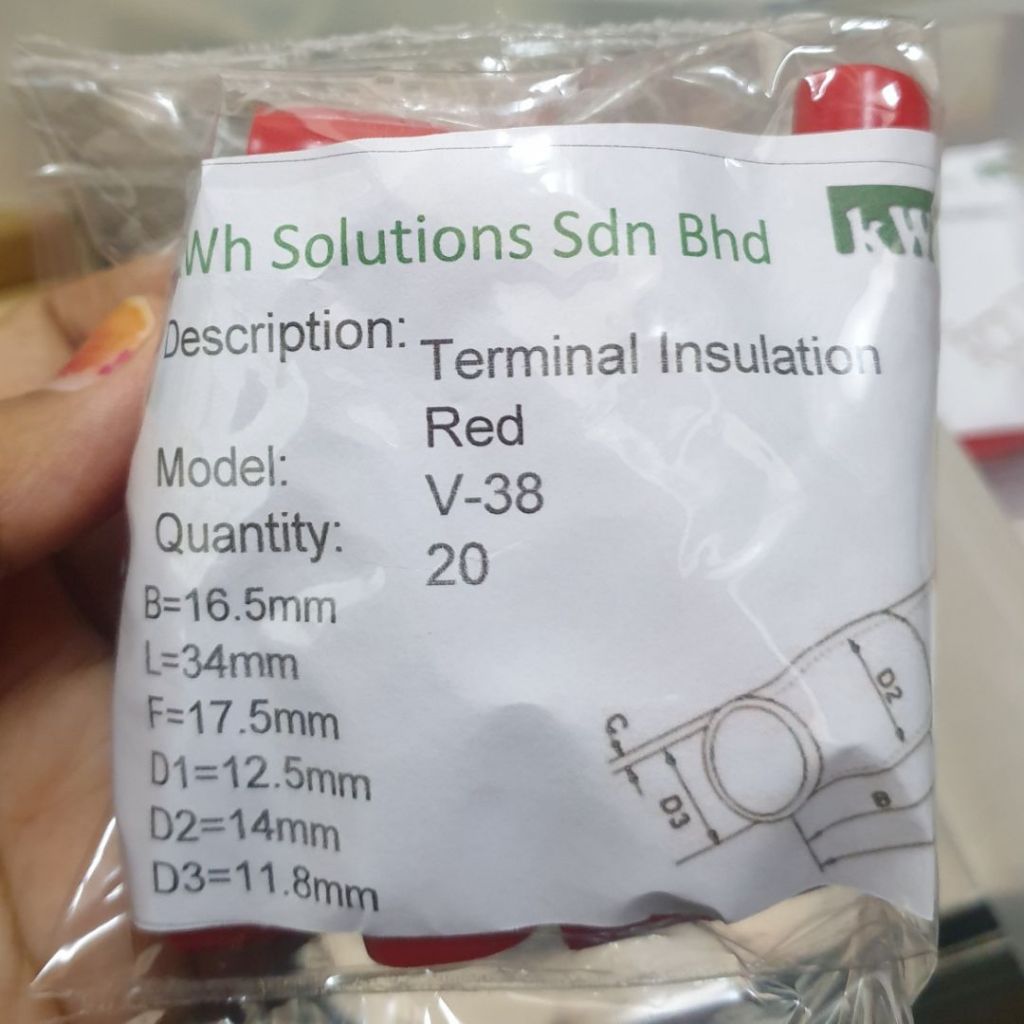 Wh Solutions Sdn Bhd
kW
Description: Terminal Insulation
Red
Model: V-38
Quantity: 20
B=16.5mm
L=34mm
F=17.5mm
D1=12.5mm
D2=14mm
D3=11.8mm
D2
C
D3
B